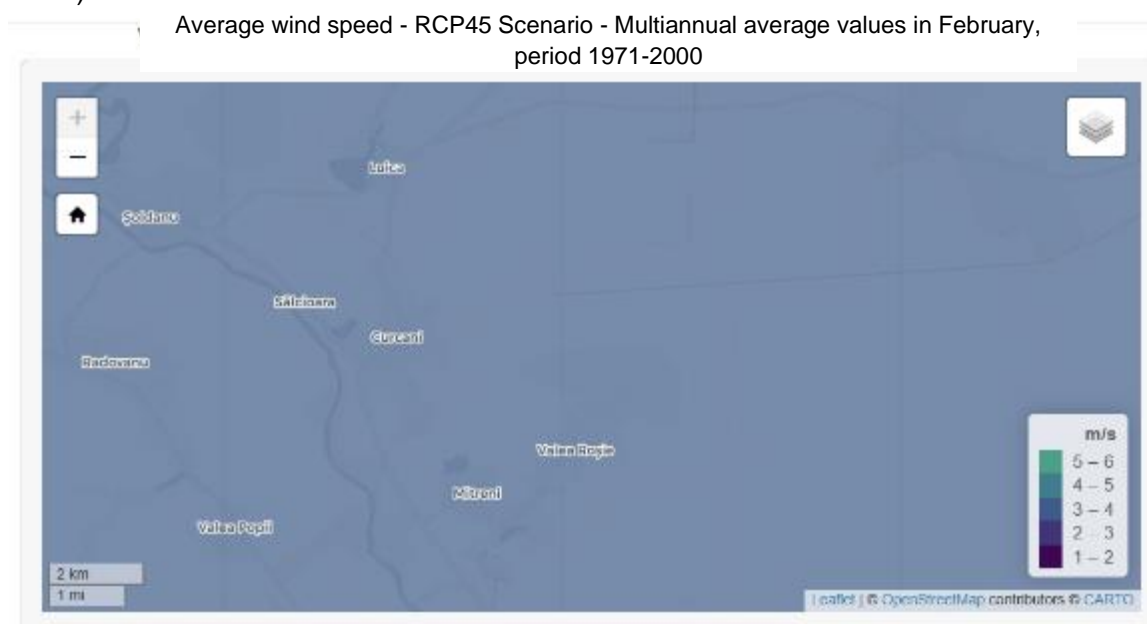 Average wind speed - RCP45 Scenario - Multiannual average values in February,
period 1971-2000
+
−
Luica
Șoldanu
Sălcioara
Curcani
Radovanu
m/s
Valea Roșie
5 – 6
4 – 5
Mitreni
3 – 4
Valea Popii
2 – 3
1 – 2
2 km
1 mi
Leaflet | © OpenStreetMap contributors © CARTO